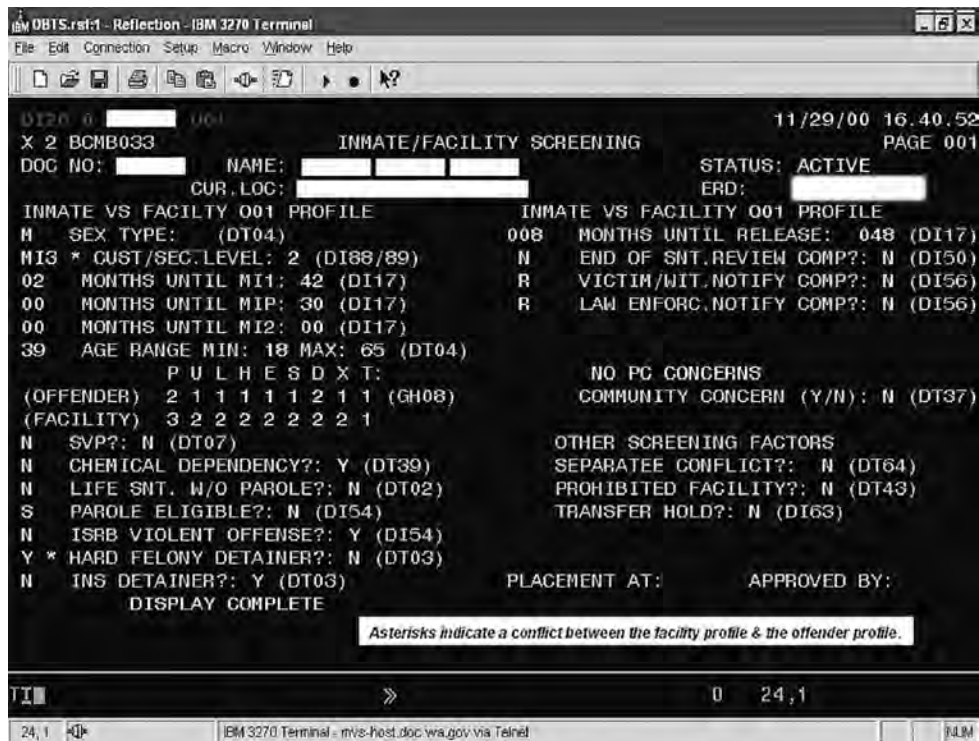 OBTS.rsf:1 - Reflection - IBM 3270 Terminal
File Edit Connection Setup Macro Window Help
11/29/00 16.40.52
X 2 BCMB033 INMATE/FACILITY SCREENING PAGE 001
DOC NO: NAME: STATUS: ACTIVE
CUR.LOC: ERD:
INMATE VS FACILTY 001 PROFILE INMATE VS FACILITY 001 PROFILE
M SEX TYPE: (DT04) 008 MONTHS UNTIL RELEASE: 048 (DI17)
MI3 * CUST/SEC.LEVEL: 2 (DI88/89) N END OF SNT.REVIEW COMP?: N (DI50)
02 MONTHS UNTIL MI1: 42 (DI17) R VICTIM/WIT.NOTIFY COMP?: N (DI56)
00 MONTHS UNTIL MIP: 30 (DI17) R LAW ENFORC.NOTIFY COMP?: N (DI56)
00 MONTHS UNTIL MI2: 00 (DI17)
39 AGE RANGE MIN: 18 MAX: 65 (DT04)
P U L H E S D X T: NO PC CONCERNS
(OFFENDER) 2 1 1 1 1 1 2 1 1 (GH08) COMMUNITY CONCERN (Y/N): N (DT37)
(FACILITY) 3 2 2 2 2 2 2 2 1
N SVP?: N (DT07) OTHER SCREENING FACTORS
N CHEMICAL DEPENDENCY?: Y (DT39) SEPARATEE CONFLICT?: N (DT64)
N LIFE SNT. W/O PAROLE?: N (DT02) PROHIBITED FACILITY?: N (DT43)
S PAROLE ELIGIBLE?: N (DI54) TRANSFER HOLD?: N (DI63)
N ISRB VIOLENT OFFENSE?: Y (DI54)
Y * HARD FELONY DETAINER?: N (DT03)
N INS DETAINER?: Y (DT03) PLACEMENT AT: APPROVED BY:
DISPLAY COMPLETE
Asterisks indicate a conflict between the facility profile & the offender profile.
» 24,1
24, 1 IBM 3270 Terminal - mvs-host.doc.wa.gov via Telnet NUM